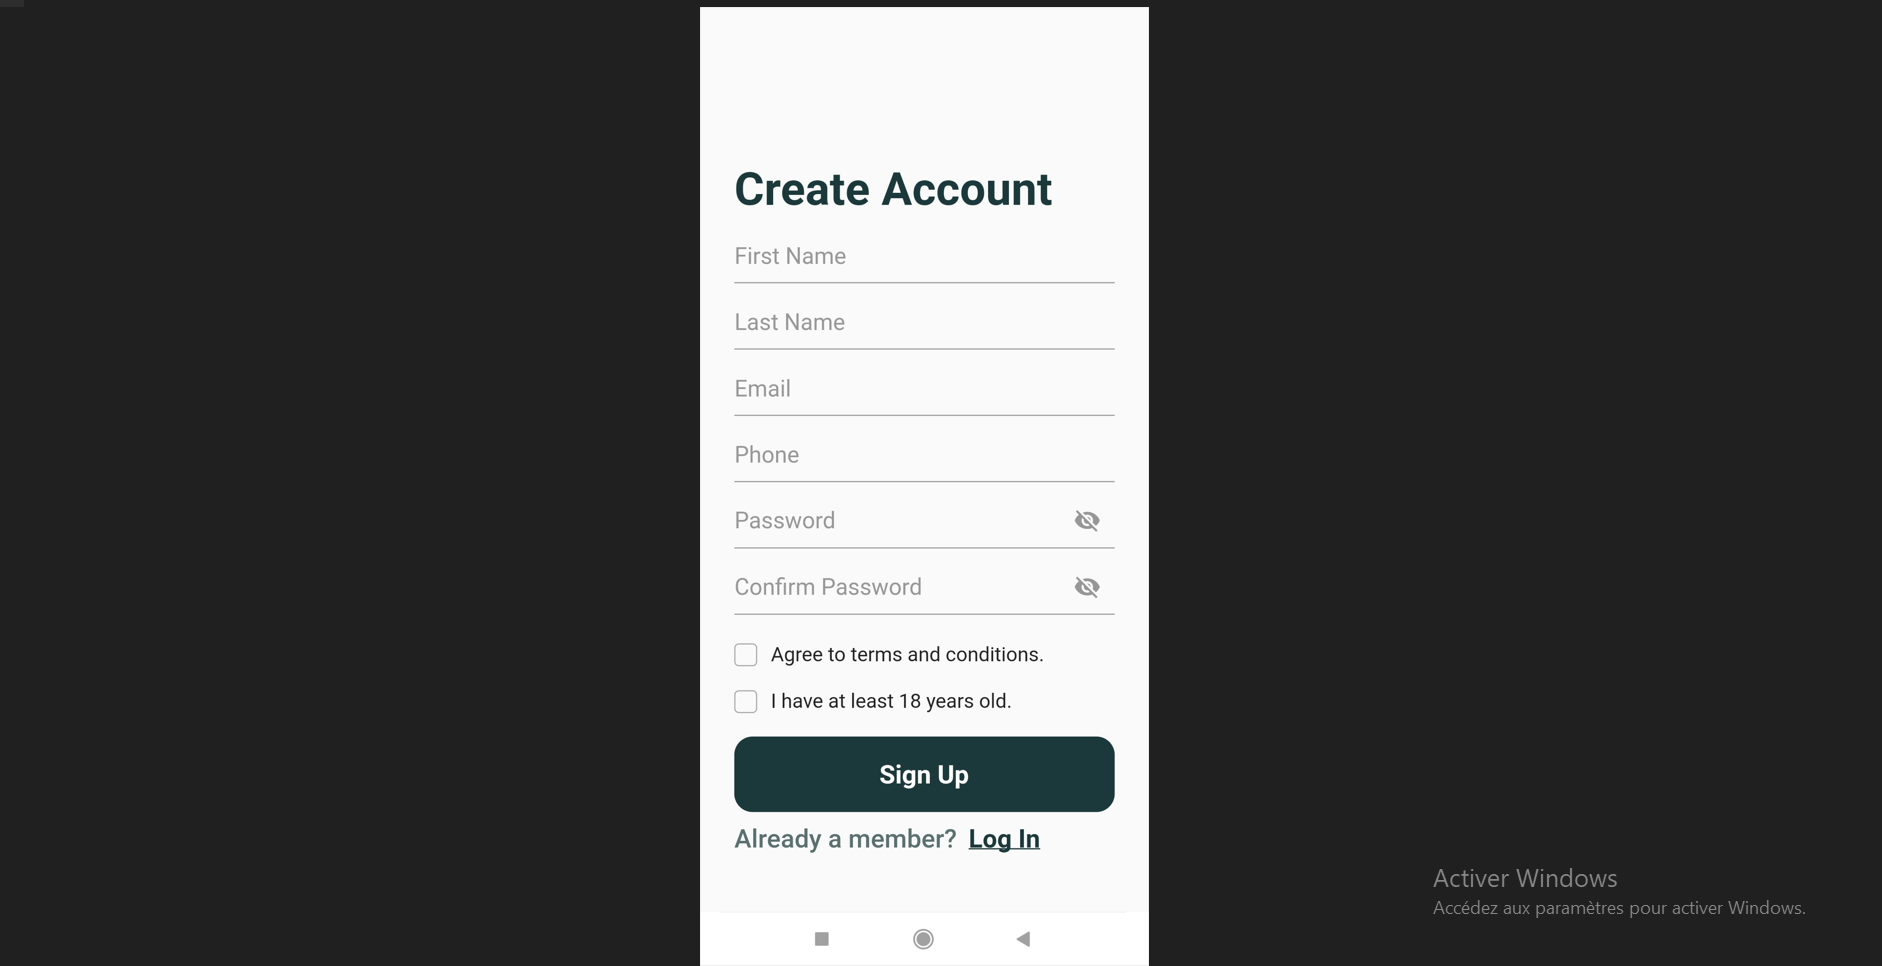 Create Account
First Name
Last Name
Email
Phone
Password
Confirm Password
Agree to terms and conditions.
I have at least 18 years old.
Sign Up
Already a member? Log In
Activer Windows
Accédez aux paramètres pour activer Windows.